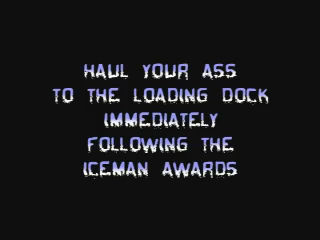 HAUL YOUR ASS
TO THE LOADING DOCK
IMMEDIATELY
FOLLOWING THE
ICEMAN AWARDS